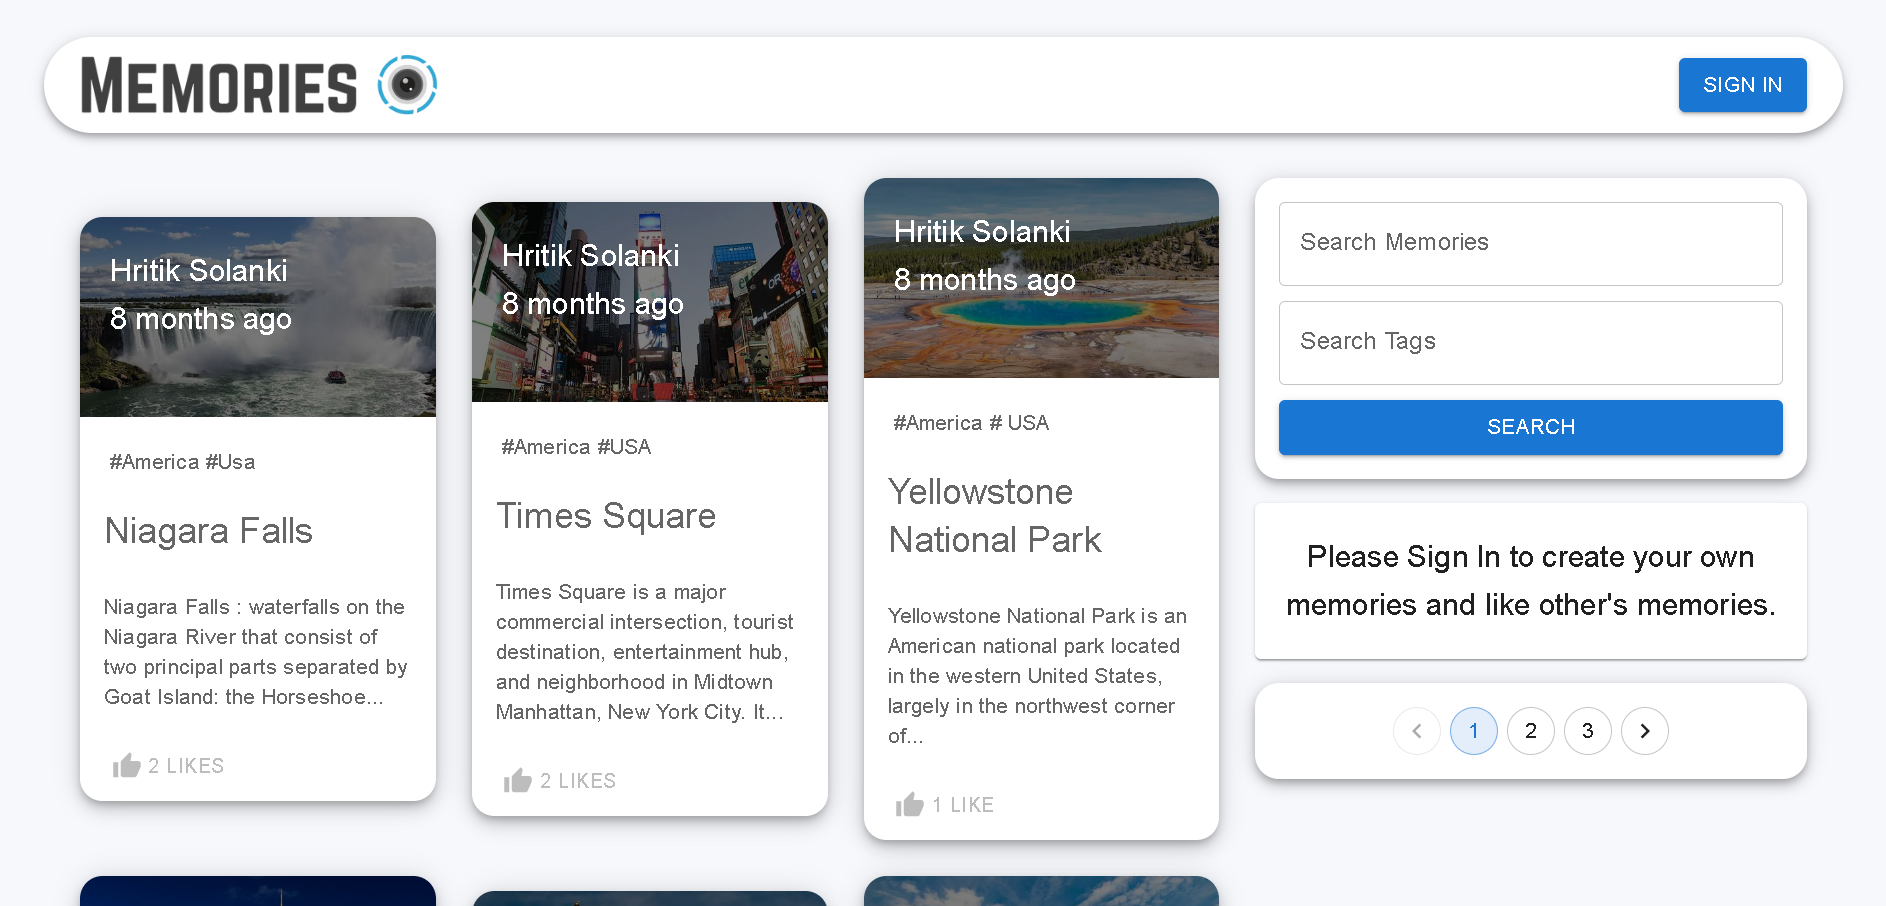 MEMORIES
SIGN IN
Hritik Solanki
8 months ago
#America #Usa
Niagara Falls
Niagara Falls : waterfalls on the
Niagara River that consist of
two principal parts separated by
Goat Island: the Horseshoe...
2 LIKES
Hritik Solanki
8 months ago
#America #USA
Times Square
Times Square is a major
commercial intersection, tourist
destination, entertainment hub,
and neighborhood in Midtown
Manhattan, New York City. It...
2 LIKES
Hritik Solanki
8 months ago
#America # USA
Yellowstone
National Park
Yellowstone National Park is an
American national park located
in the western United States,
largely in the northwest corner
of...
1 LIKE
Search Memories
Search Tags
SEARCH
Please Sign In to create your own
memories and like other's memories.
1 2 3